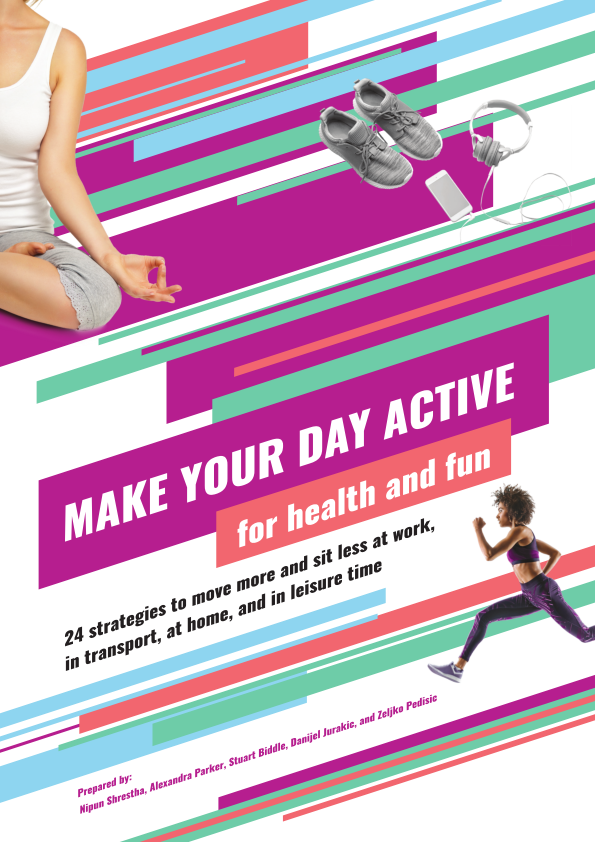 MAKE YOUR DAY ACTIVE
for health and fun
24 strategies to move more and sit less at work,
in transport, at home, and in leisure time
Prepared by:
Nipun Shrestha, Alexandra Parker, Stuart Biddle, Danijel Jurakic, and Zeljko Pedisic